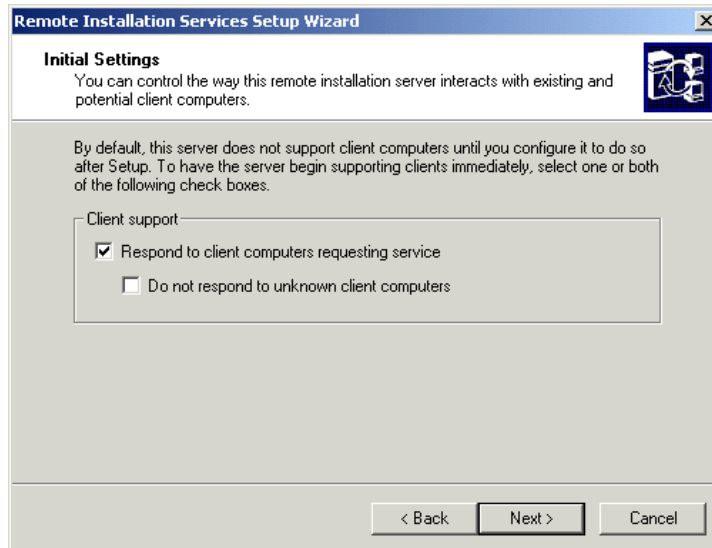 Remote Installation Services Setup Wizard
Initial Settings
You can control the way this remote installation server interacts with existing and
potential client computers.
By default, this server does not support client computers until you configure it to do so
after Setup. To have the server begin supporting clients immediately, select one or both
of the following check boxes.
Client support
Respond to client computers requesting service
Do not respond to unknown client computers
< Back
Next >
Cancel